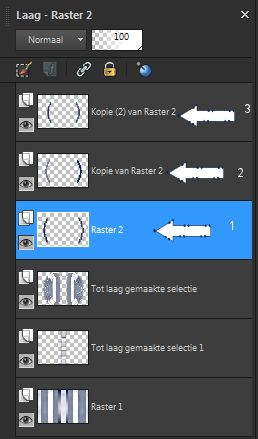 Laag - Raster 2
Normaal 100
Kopie (2) van Raster 2 3
Kopie van Raster 2 2
Raster 2 1
Tot laag gemaakte selectie
Tot laag gemaakte selectie 1
Raster 1